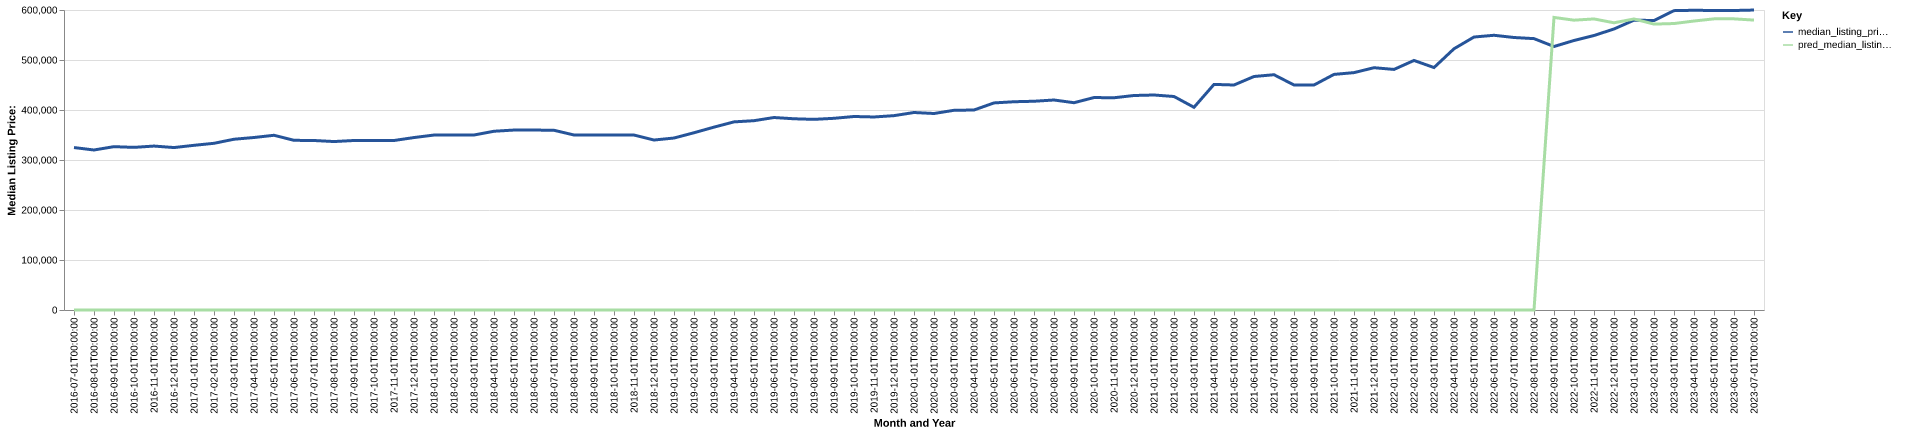 600,000
500,000
400,000
300,000
200,000
100,000
0
Median Listing Price:
2016-07-01T00:00:00
2016-08-01T00:00:00
2016-09-01T00:00:00
2016-10-01T00:00:00
2016-11-01T00:00:00
2016-12-01T00:00:00
2017-01-01T00:00:00
2017-02-01T00:00:00
2017-03-01T00:00:00
2017-04-01T00:00:00
2017-05-01T00:00:00
2017-06-01T00:00:00
2017-07-01T00:00:00
2017-08-01T00:00:00
2017-09-01T00:00:00
2017-10-01T00:00:00
2017-11-01T00:00:00
2017-12-01T00:00:00
2018-01-01T00:00:00
2018-02-01T00:00:00
2018-03-01T00:00:00
2018-04-01T00:00:00
2018-05-01T00:00:00
2018-06-01T00:00:00
2018-07-01T00:00:00
2018-08-01T00:00:00
2018-09-01T00:00:00
2018-10-01T00:00:00
2018-11-01T00:00:00
2018-12-01T00:00:00
2019-01-01T00:00:00
2019-02-01T00:00:00
2019-03-01T00:00:00
2019-04-01T00:00:00
2019-05-01T00:00:00
2019-06-01T00:00:00
2019-07-01T00:00:00
2019-08-01T00:00:00
2019-09-01T00:00:00
2019-10-01T00:00:00
2019-11-01T00:00:00
2019-12-01T00:00:00
2020-01-01T00:00:00
2020-02-01T00:00:00
2020-03-01T00:00:00
2020-04-01T00:00:00
2020-05-01T00:00:00
2020-06-01T00:00:00
2020-07-01T00:00:00
2020-08-01T00:00:00
2020-09-01T00:00:00
2020-10-01T00:00:00
2020-11-01T00:00:00
2020-12-01T00:00:00
2021-01-01T00:00:00
2021-02-01T00:00:00
2021-03-01T00:00:00
2021-04-01T00:00:00
2021-05-01T00:00:00
2021-06-01T00:00:00
2021-07-01T00:00:00
2021-08-01T00:00:00
2021-09-01T00:00:00
2021-10-01T00:00:00
2021-11-01T00:00:00
2021-12-01T00:00:00
2022-01-01T00:00:00
2022-02-01T00:00:00
2022-03-01T00:00:00
2022-04-01T00:00:00
2022-05-01T00:00:00
2022-06-01T00:00:00
2022-07-01T00:00:00
2022-08-01T00:00:00
2022-09-01T00:00:00
2022-10-01T00:00:00
2022-11-01T00:00:00
2022-12-01T00:00:00
2023-01-01T00:00:00
2023-02-01T00:00:00
2023-03-01T00:00:00
2023-04-01T00:00:00
2023-05-01T00:00:00
2023-06-01T00:00:00
2023-07-01T00:00:00
Month and Year
Key
median_listing_pri…
pred_median_listin…